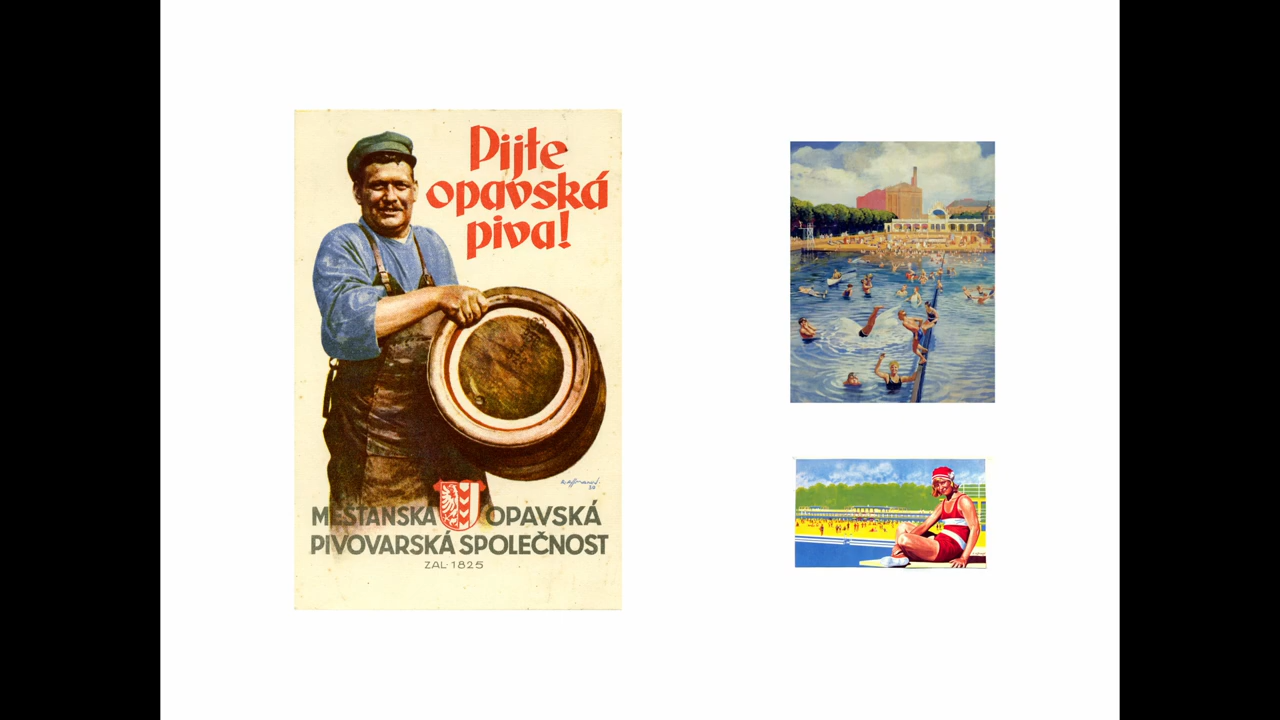 Pijte
opavská
piva!
MĚŠŤANSKÁ OPAVSKÁ
PIVOVARSKÁ SPOLEČNOST
ZAL·1825